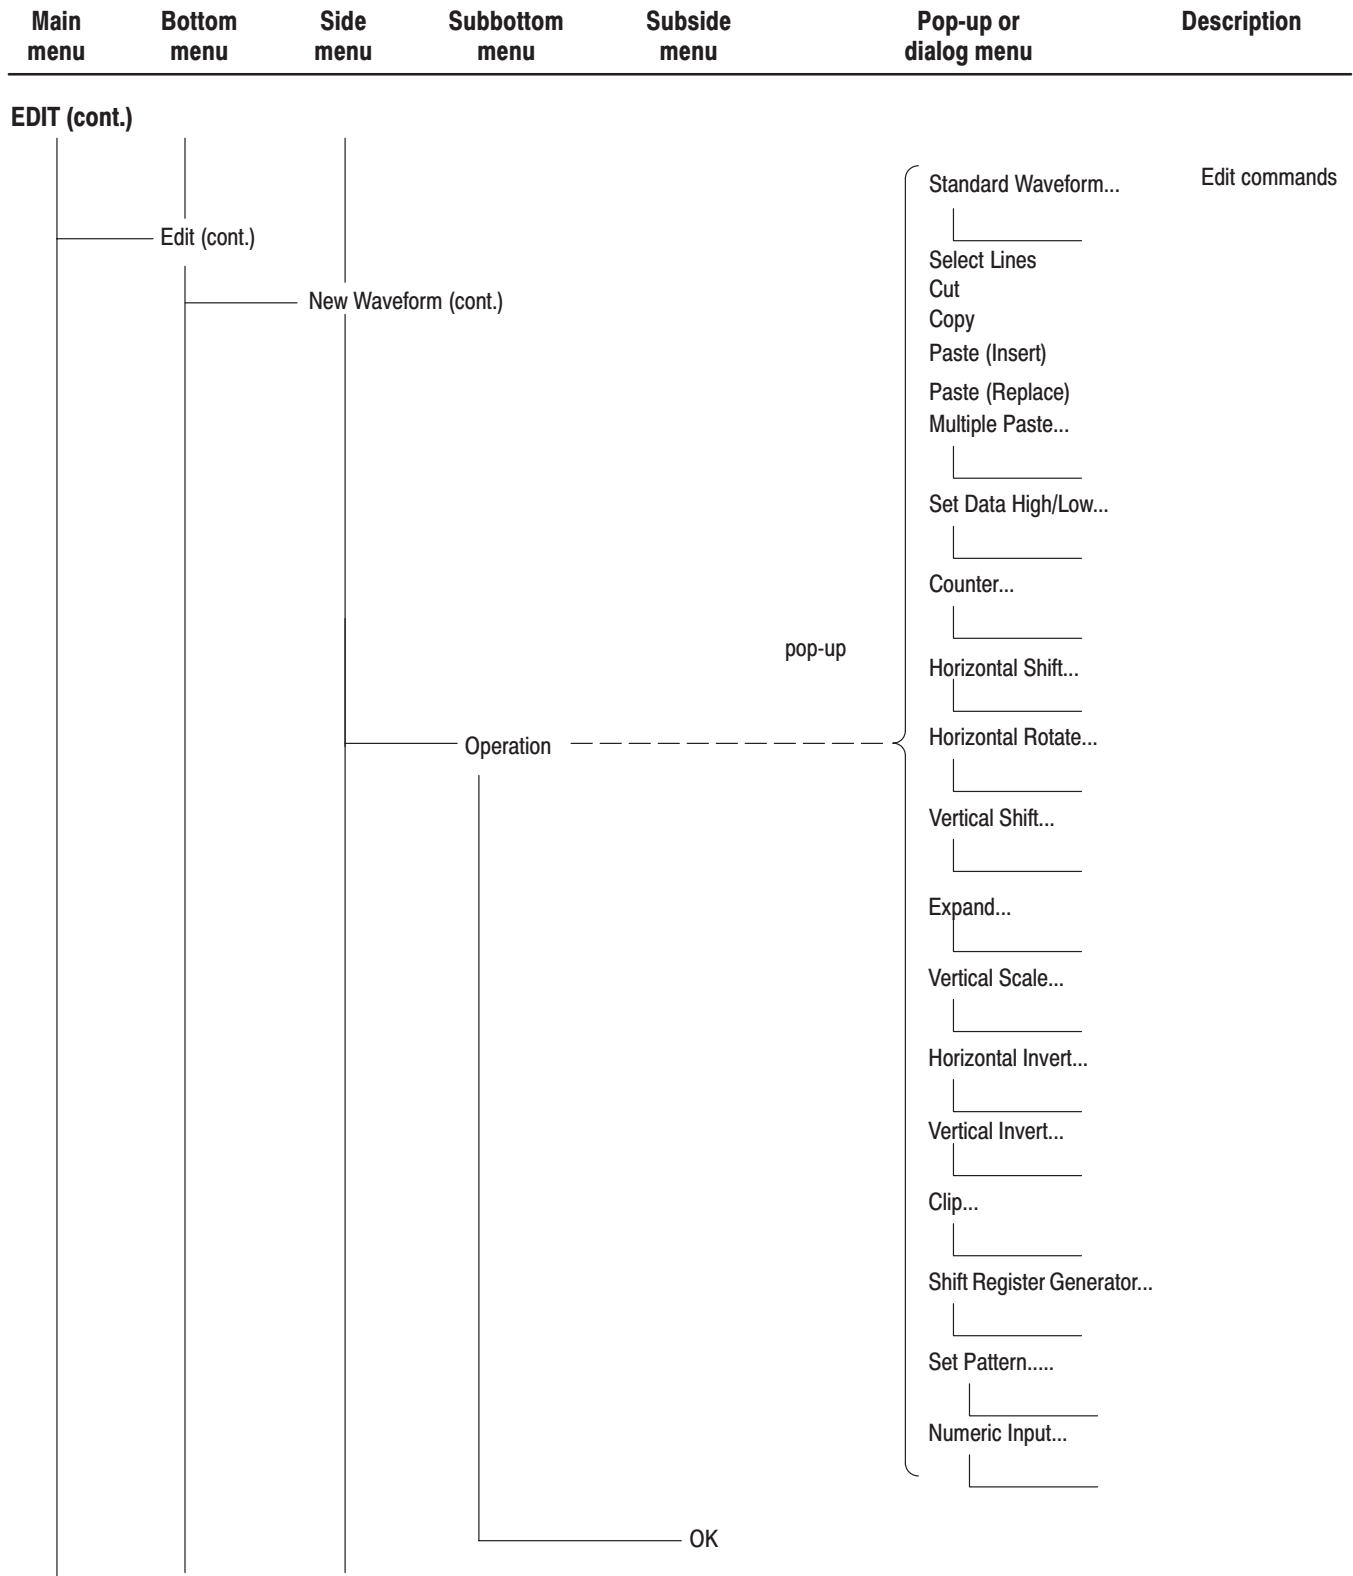 Main menu
Bottom menu
Side menu
Subbottom menu
Subside menu
Pop-up or dialog menu
Description
EDIT (cont.)
Standard Waveform...
Edit commands
Edit (cont.)
Select Lines
Cut
New Waveform (cont.)
Copy
Paste (Insert)
Paste (Replace)
Multiple Paste...
Set Data High/Low...
Counter...
pop-up
Horizontal Shift...
Operation
Horizontal Rotate...
Vertical Shift...
Expand...
Vertical Scale...
Horizontal Invert...
Vertical Invert...
Clip...
Shift Register Generator...
Set Pattern.....
Numeric Input...
OK